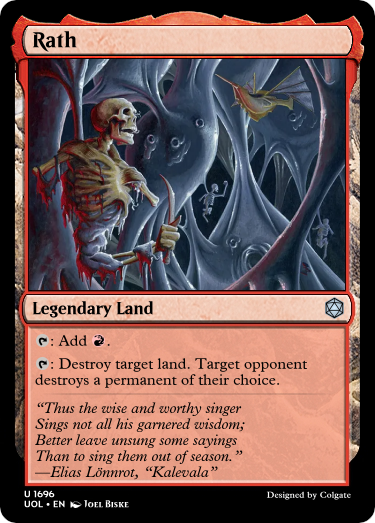 Rath
Legendary Land
: Add .
: Destroy target land. Target opponent
destroys a permanent of their choice.
“Thus the wise and worthy singer
Sings not all his garnered wisdom;
Better leave unsung some sayings
Than to sing them out of season.”
—Elias Lönnrot, “Kalevala”
U 1696
UOL • EN Joel Biske
Designed by Colgate